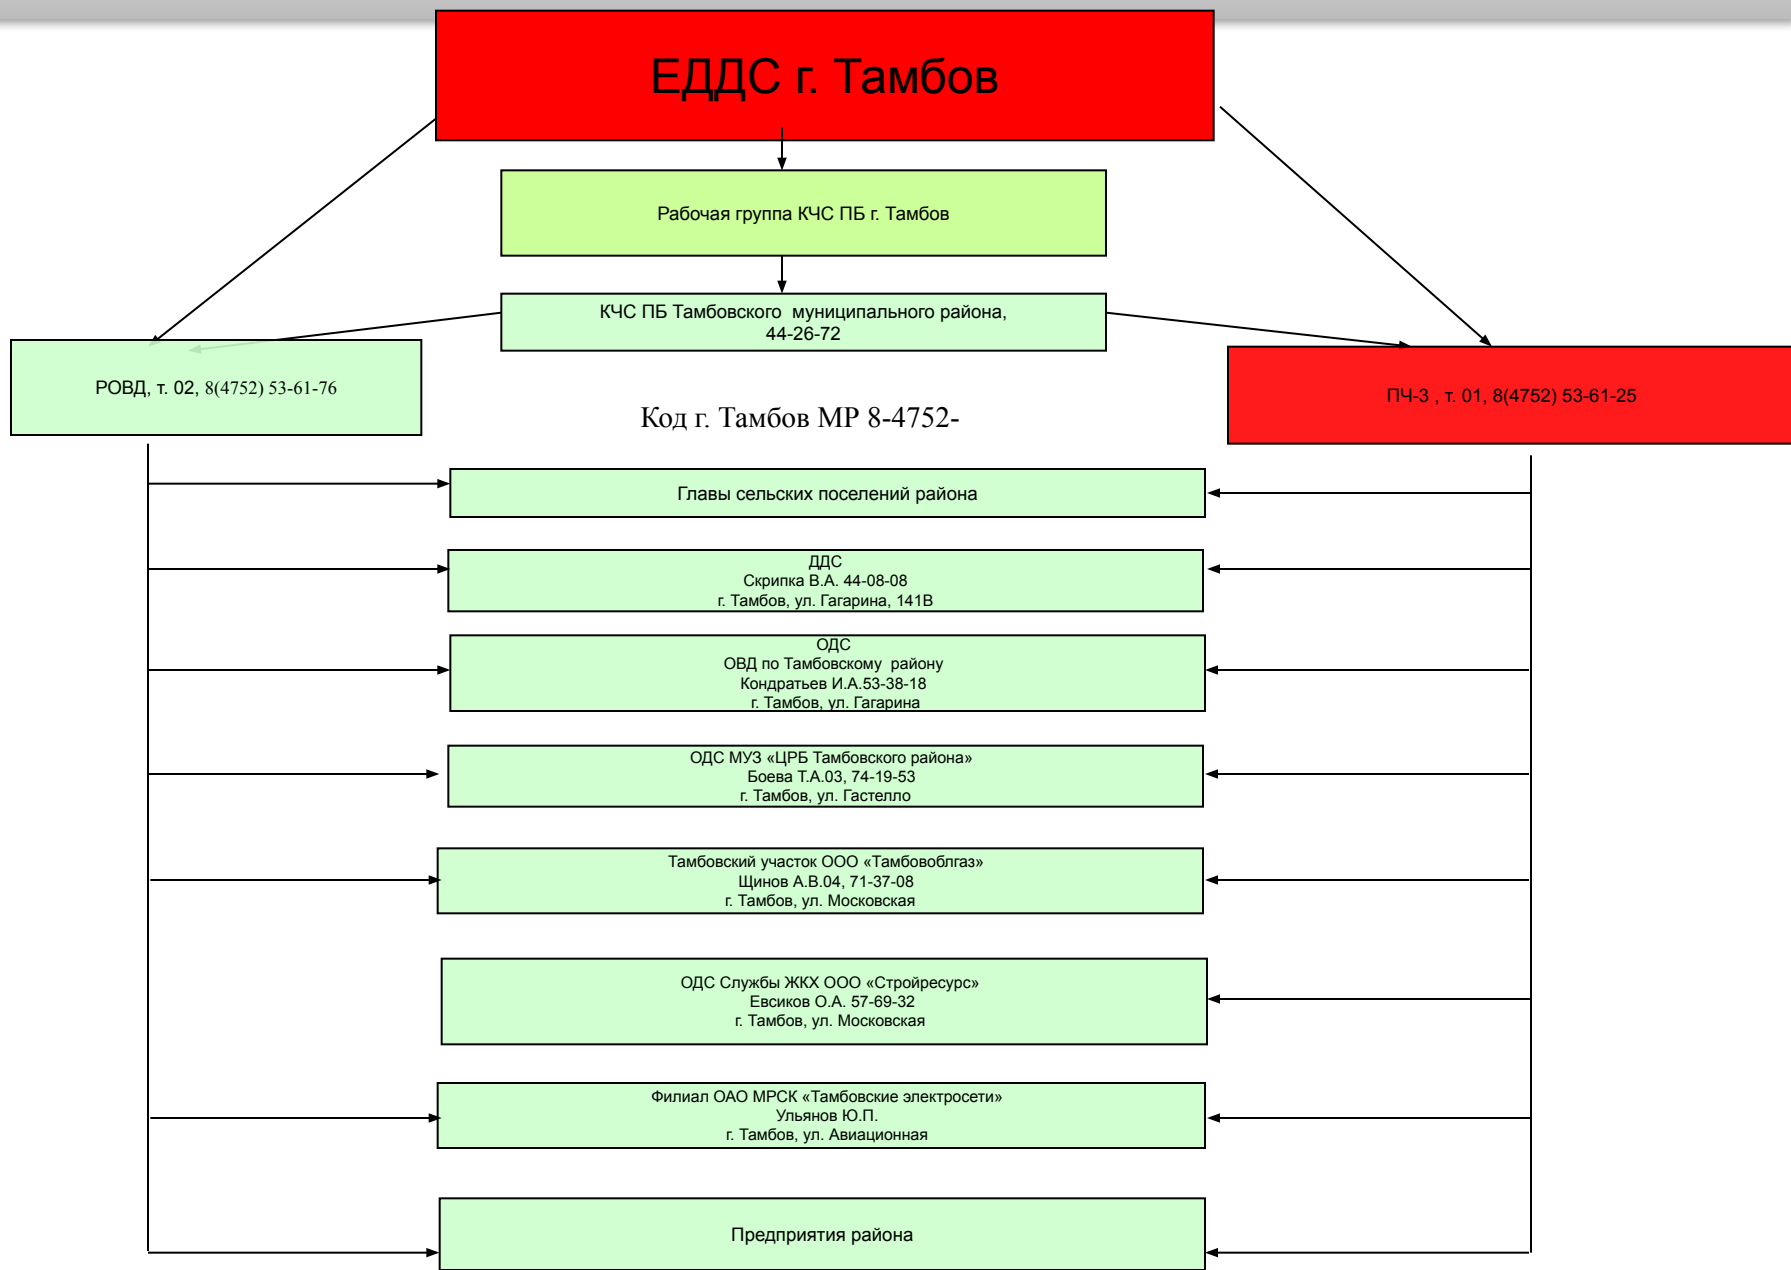 ЕДДС г. Тамбов
Рабочая группа КЧС ПБ г. Тамбов
КЧС ПБ Тамбовского муниципального района,
44-26-72
РОВД, т. 02, 8(4752) 53-61-76
ПЧ-3 , т. 01, 8(4752) 53-61-25
Код г. Тамбов МР 8-4752-
Главы сельских поселений района
ДДС
Скрипка В.А. 44-08-08
г. Тамбов, ул. Гагарина, 141В
ОДС
ОВД по Тамбовскому району
Кондратьев И.А.53-38-18
г. Тамбов, ул. Гагарина
ОДС МУЗ «ЦРБ Тамбовского района»
Боева Т.А.03, 74-19-53
г. Тамбов, ул. Гастелло
Тамбовский участок ООО «Тамбовоблгаз»
Щинов А.В.04, 71-37-08
г. Тамбов, ул. Московская
ОДС Службы ЖКХ ООО «Стройресурс»
Евсиков О.А. 57-69-32
г. Тамбов, ул. Московская
Филиал ОАО МРСК «Тамбовские электросети»
Ульянов Ю.П.
г. Тамбов, ул. Авиационная
Предприятия района